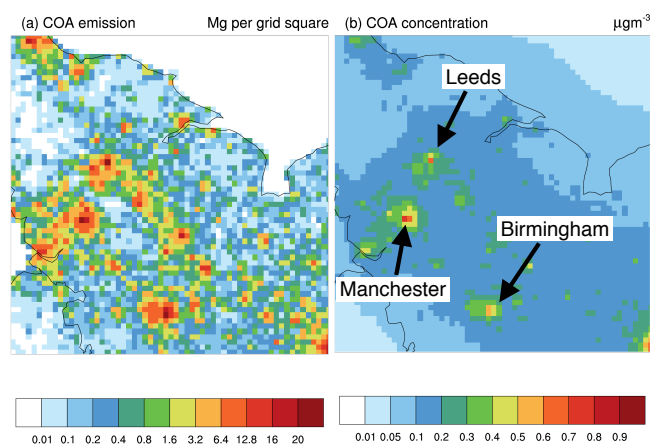 (a) COA emission Mg per grid square
(b) COA concentration µgm-3
Leeds
Birmingham
Manchester
0.01 0.1 0.2 0.4 0.8 1.6 3.2 6.4 12.8 16 20
0.01 0.05 0.1 0.2 0.3 0.4 0.5 0.6 0.7 0.8 0.9